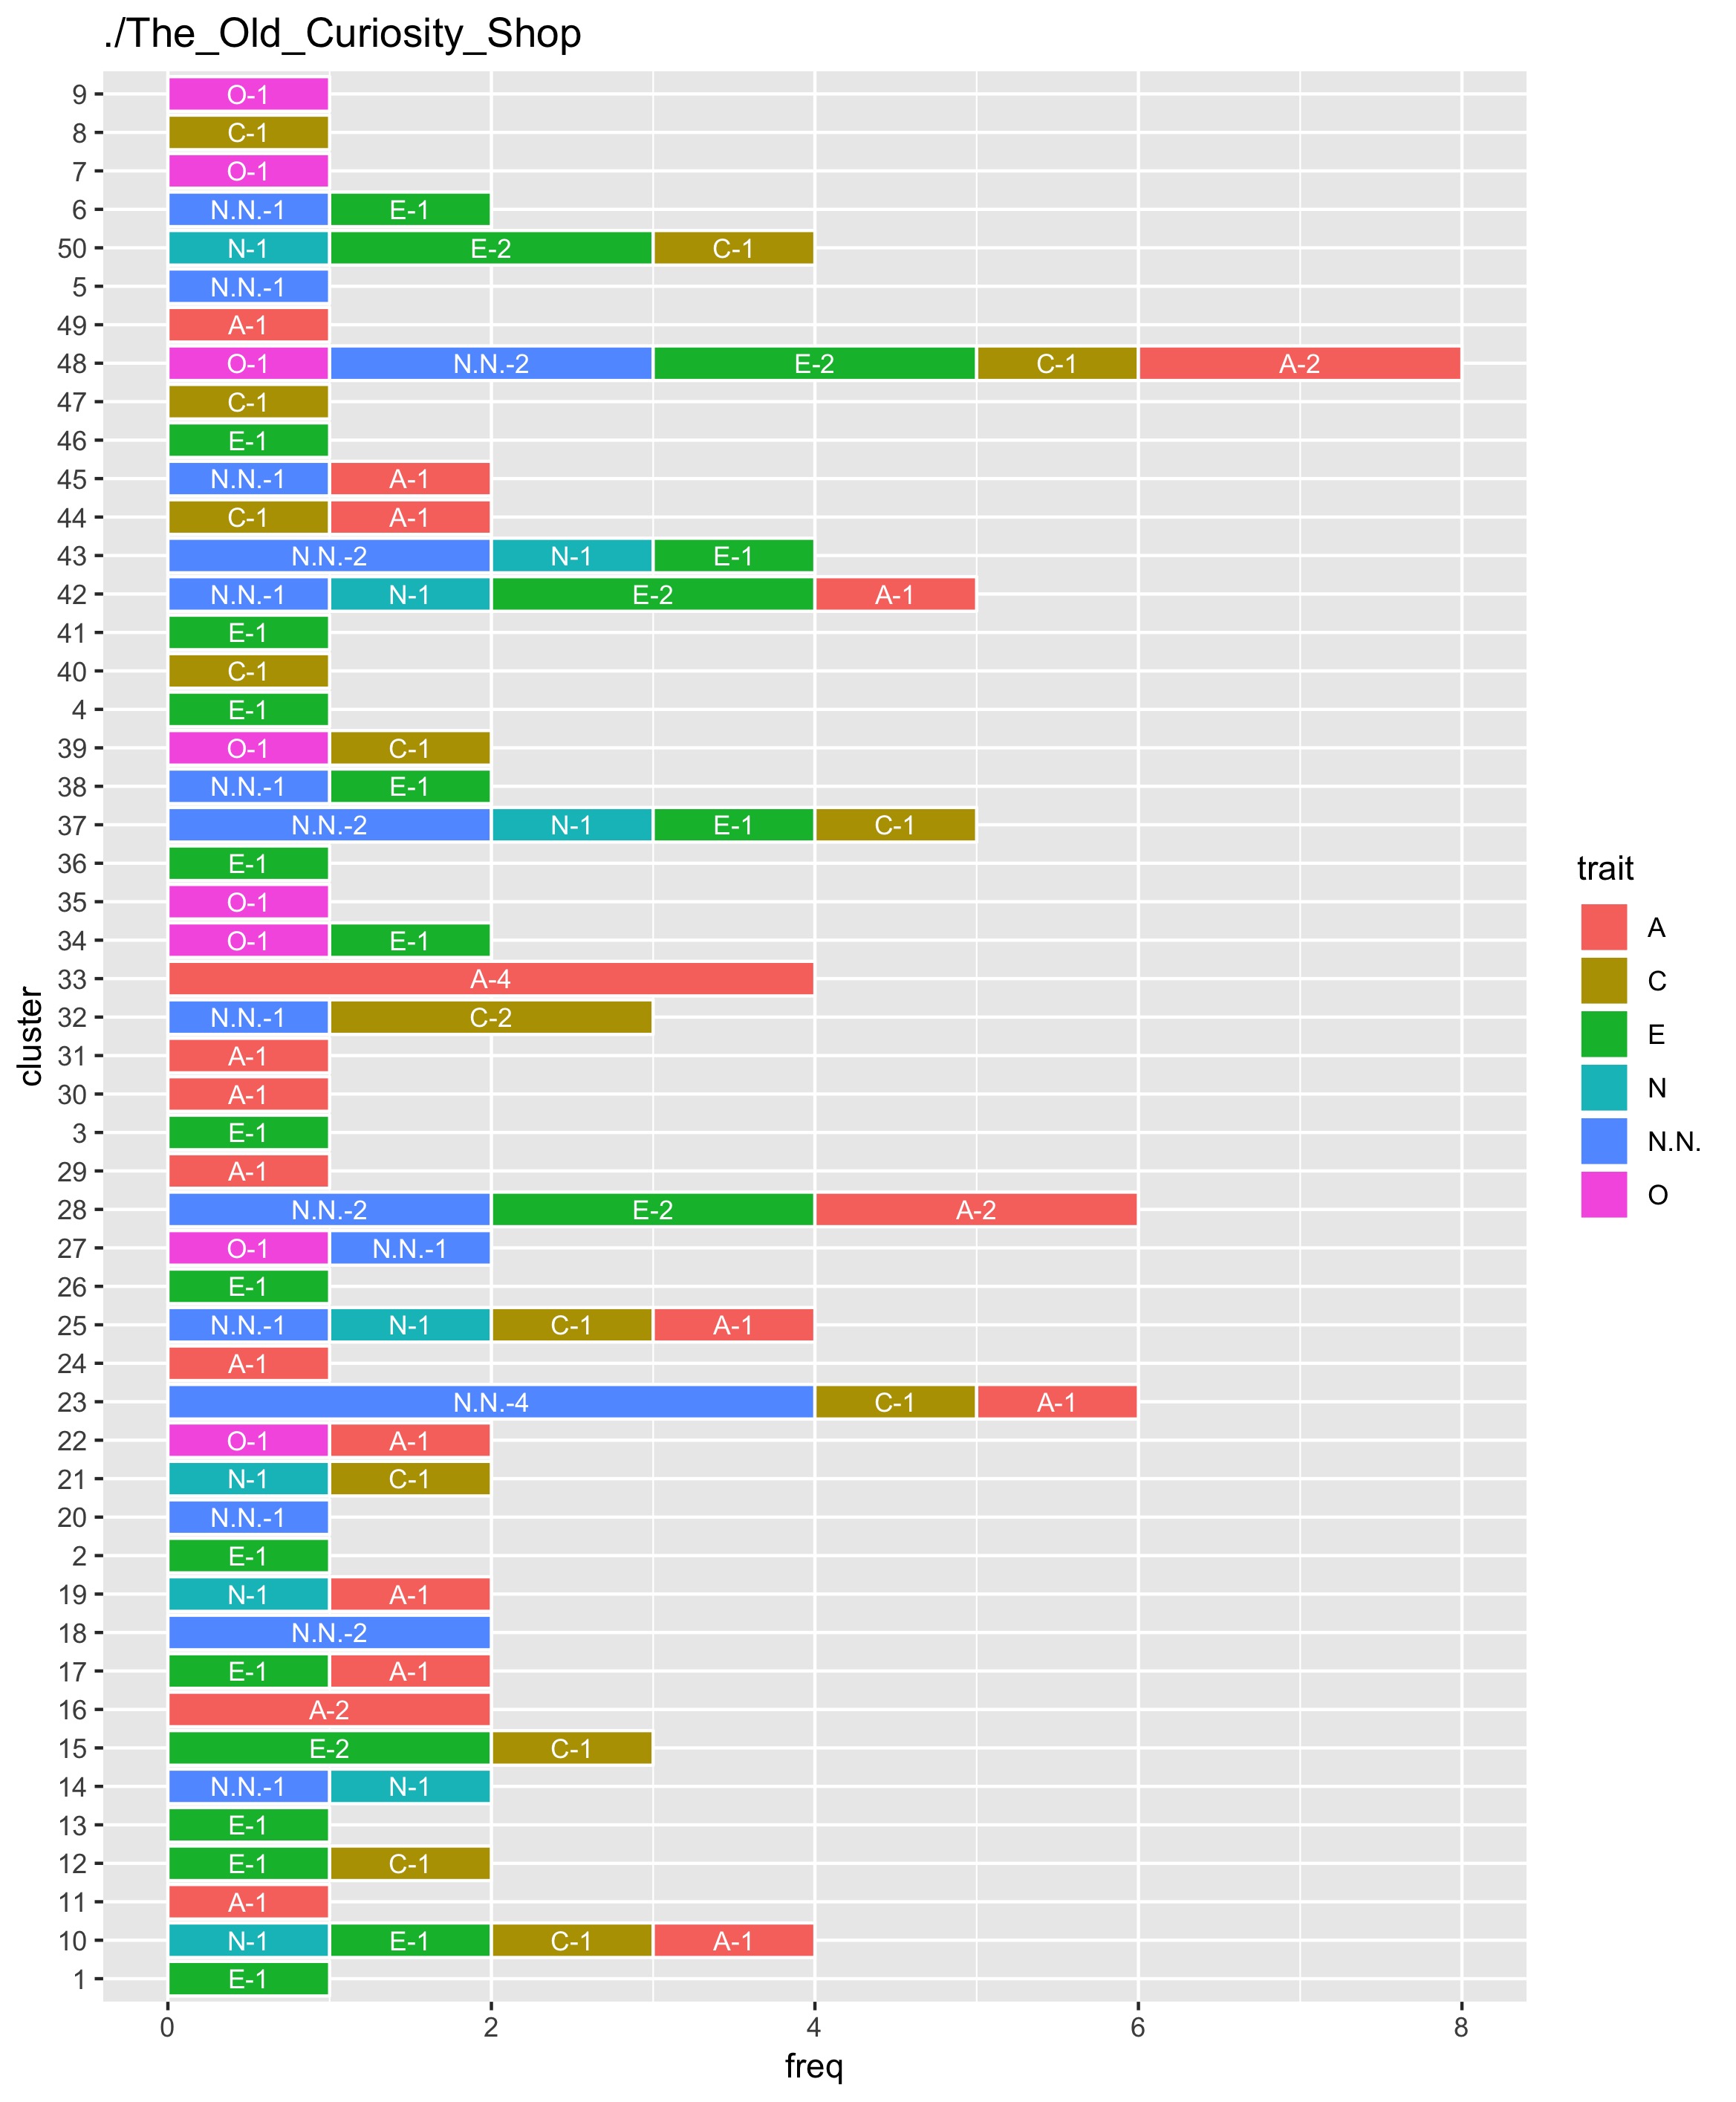 ./The_Old_Curiosity_Shop
9 O-1
8 C-1
7 O-1
6 N.N.-1 E-1
50 N-1 E-2 C-1
5 N.N.-1
49 A-1
48 O-1 N.N.-2 E-2 C-1 A-2
47 C-1
46 E-1
45 N.N.-1 A-1
44 C-1 A-1
43 N.N.-2 N-1 E-1
42 N.N.-1 N-1 E-2 A-1
41 E-1
40 C-1
4 E-1
39 O-1 C-1
38 N.N.-1 E-1
37 N.N.-2 N-1 E-1 C-1
36 E-1
35 O-1
34 O-1 E-1
33 A-4
32 N.N.-1 C-2
31 A-1
30 A-1
3 E-1
29 A-1
28 N.N.-2 E-2 A-2
27 O-1 N.N.-1
26 E-1
25 N.N.-1 N-1 C-1 A-1
24 A-1
23 N.N.-4 C-1 A-1
22 O-1 A-1
21 N-1 C-1
20 N.N.-1
2 E-1
19 N-1 A-1
18 N.N.-2
17 E-1 A-1
16 A-2
15 E-2 C-1
14 N.N.-1 N-1
13 E-1
12 E-1 C-1
11 A-1
10 N-1 E-1 C-1 A-1
1 E-1
0 2 4 6 8
freq
cluster
trait
A
C
E
N
N.N.
O